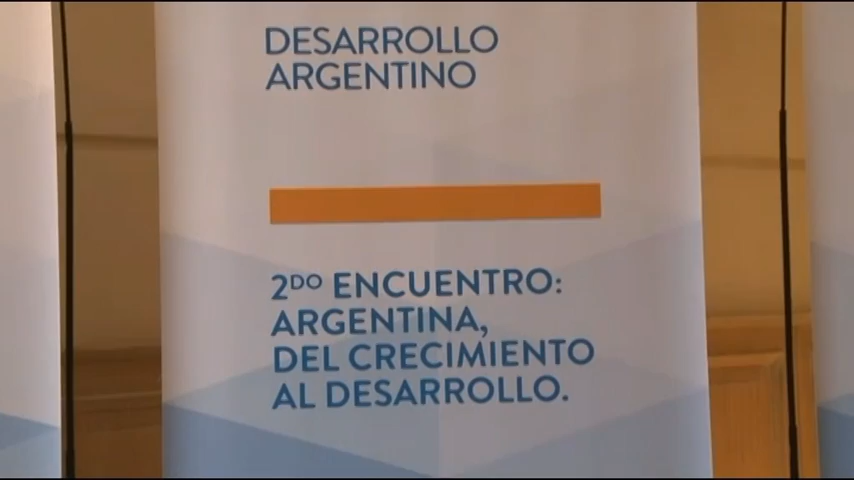 DESARROLLO
ARGENTINO
2DO ENCUENTRO:
ARGENTINA,
DEL CRECIMIENTO
AL DESARROLLO.